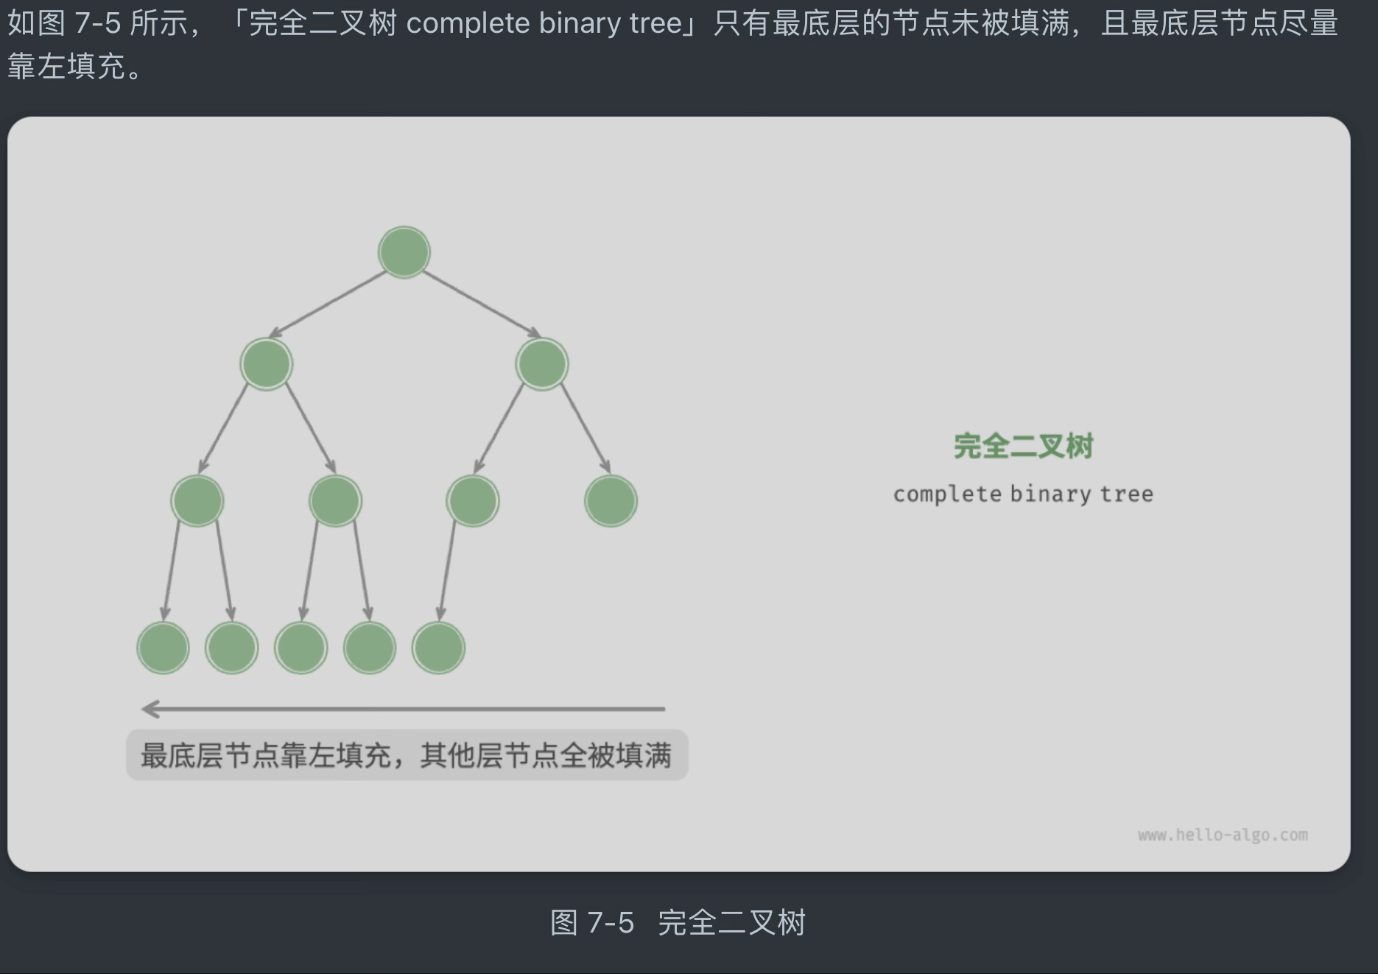 如图 7-5 所示，「完全二叉树 complete binary tree」只有最底层的节点未被填满，且最底层节点尽量
靠左填充。
完全二叉树
complete binary tree
最底层节点靠左填充，其他层节点全被填满
www.hello-algo.com
图 7-5 完全二叉树